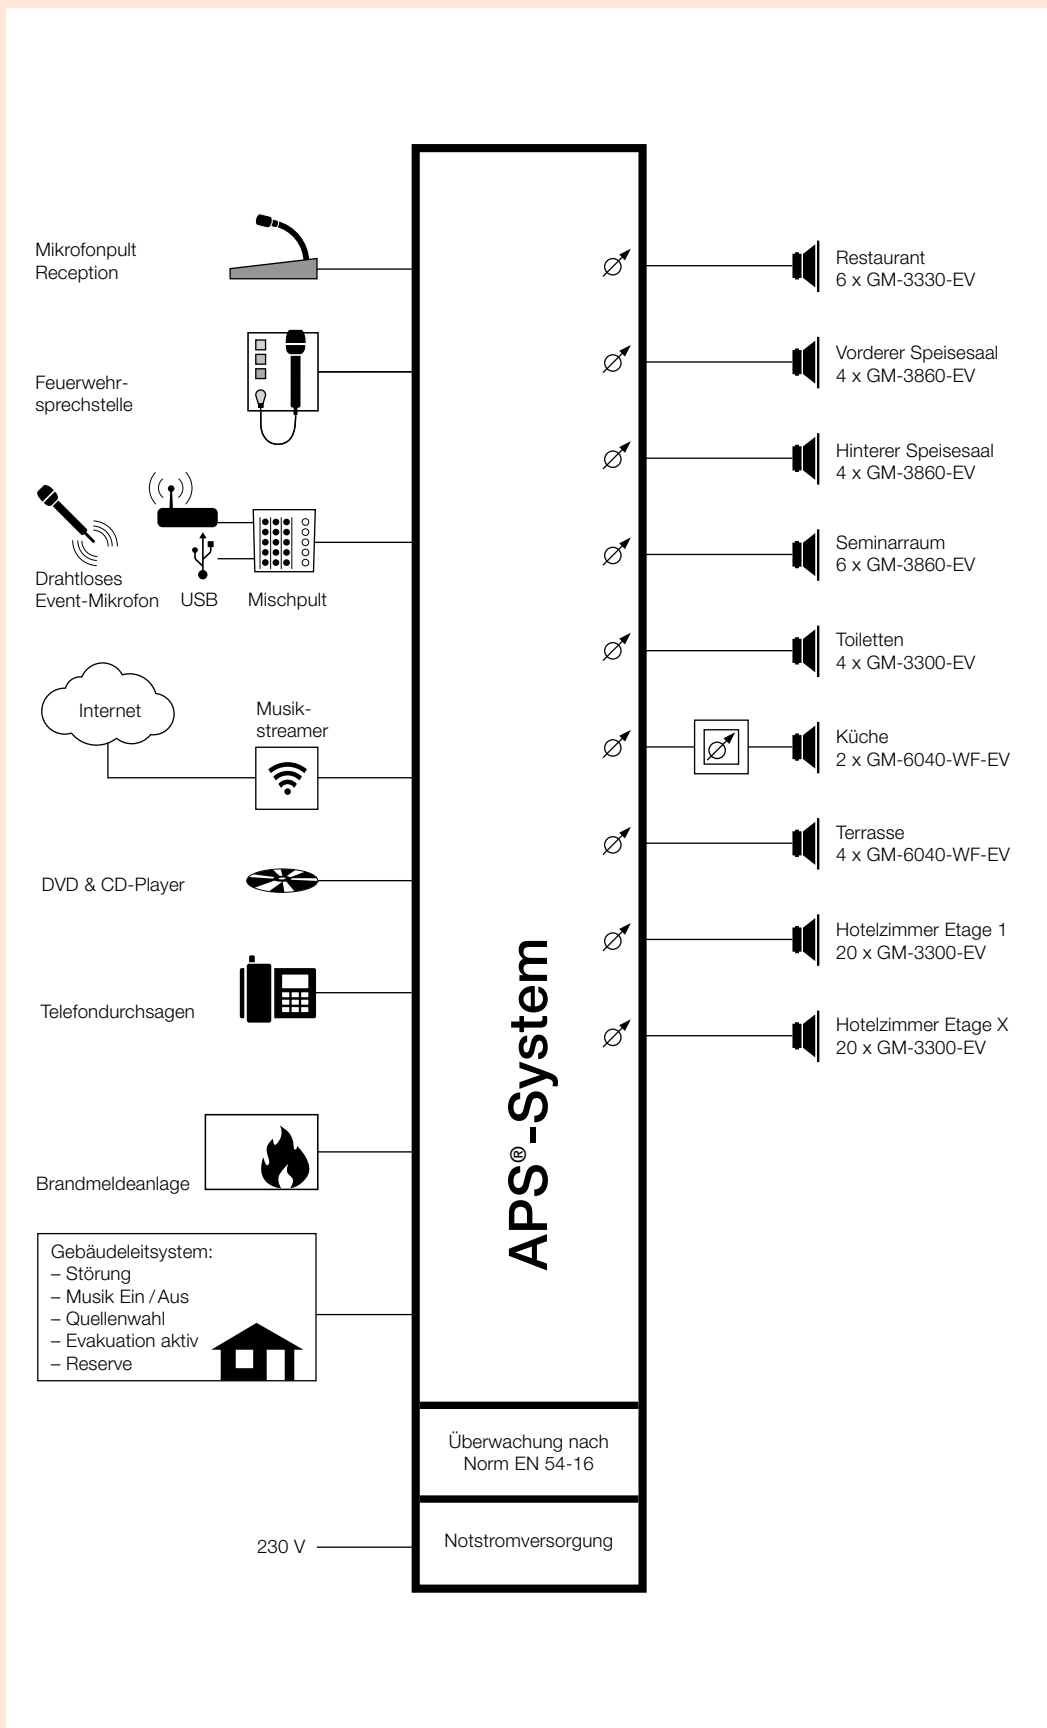 Mikrofonpult
Reception
Feuerwehr-
sprechstelle
Drahtloses
Event-Mikrofon
USB
Mischpult
Internet
Musik-
streamer
DVD & CD-Player
Telefondurchsagen
Brandmeldeanlage
Gebäudeleitsystem:
– Störung
– Musik Ein / Aus
– Quellenwahl
– Evakuation aktiv
– Reserve
230 V
APS®-System
Überwachung nach
Norm EN 54-16
Notstromversorgung
Restaurant
6 x GM-3330-EV
Vorderer Speisesaal
4 x GM-3860-EV
Hinterer Speisesaal
4 x GM-3860-EV
Seminarraum
6 x GM-3860-EV
Toiletten
4 x GM-3300-EV
Küche
2 x GM-6040-WF-EV
Terrasse
4 x GM-6040-WF-EV
Hotelzimmer Etage 1
20 x GM-3300-EV
Hotelzimmer Etage X
20 x GM-3300-EV